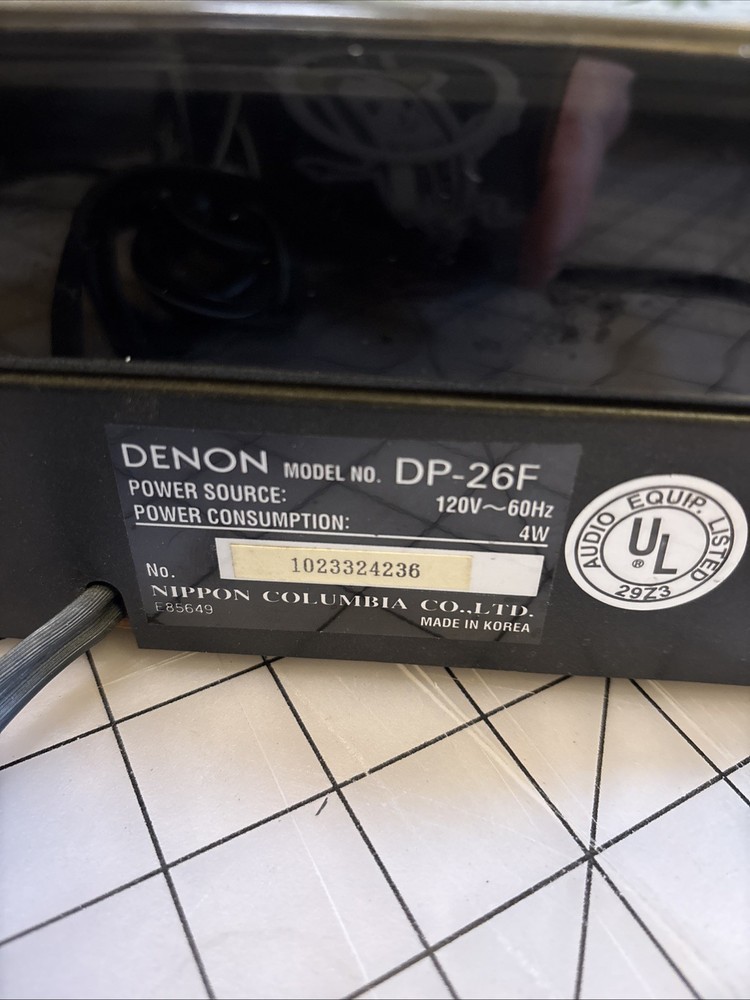 DENON MODEL NO. DP-26F
POWER SOURCE: 120V~60Hz
POWER CONSUMPTION: 4W
No. 1023324236
NIPPON COLUMBIA CO.,LTD.
E85649 MADE IN KOREA
AUDIO EQUIP. LISTED
UL
®
29Z3